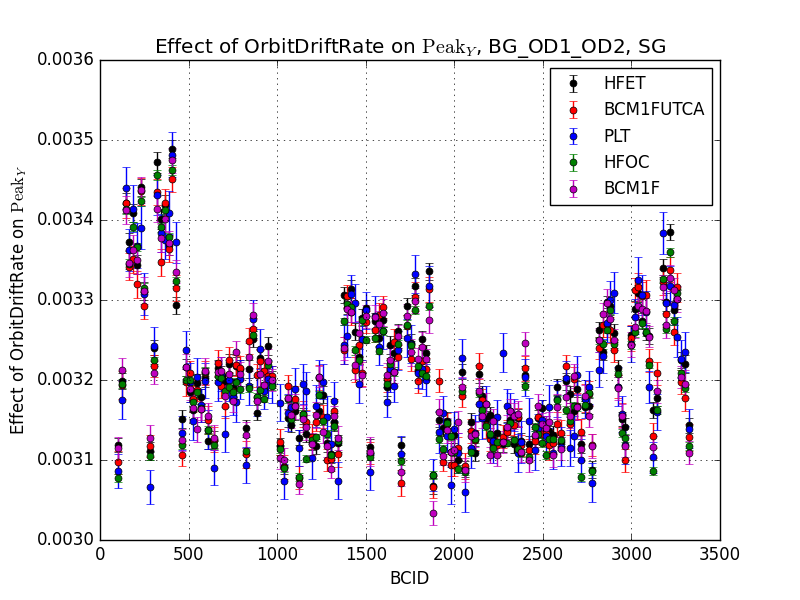 Effect of OrbitDriftRate on Peak_Y, BG_OD1_OD2, SG
0.0036
0.0035
0.0034
0.0033
0.0032
0.0031
0.0030
Effect of OrbitDriftRate on Peak_Y
HFET
BCM1FUTCA
PLT
HFOC
BCM1F
0
500
1000
1500
2000
2500
3000
3500
BCID